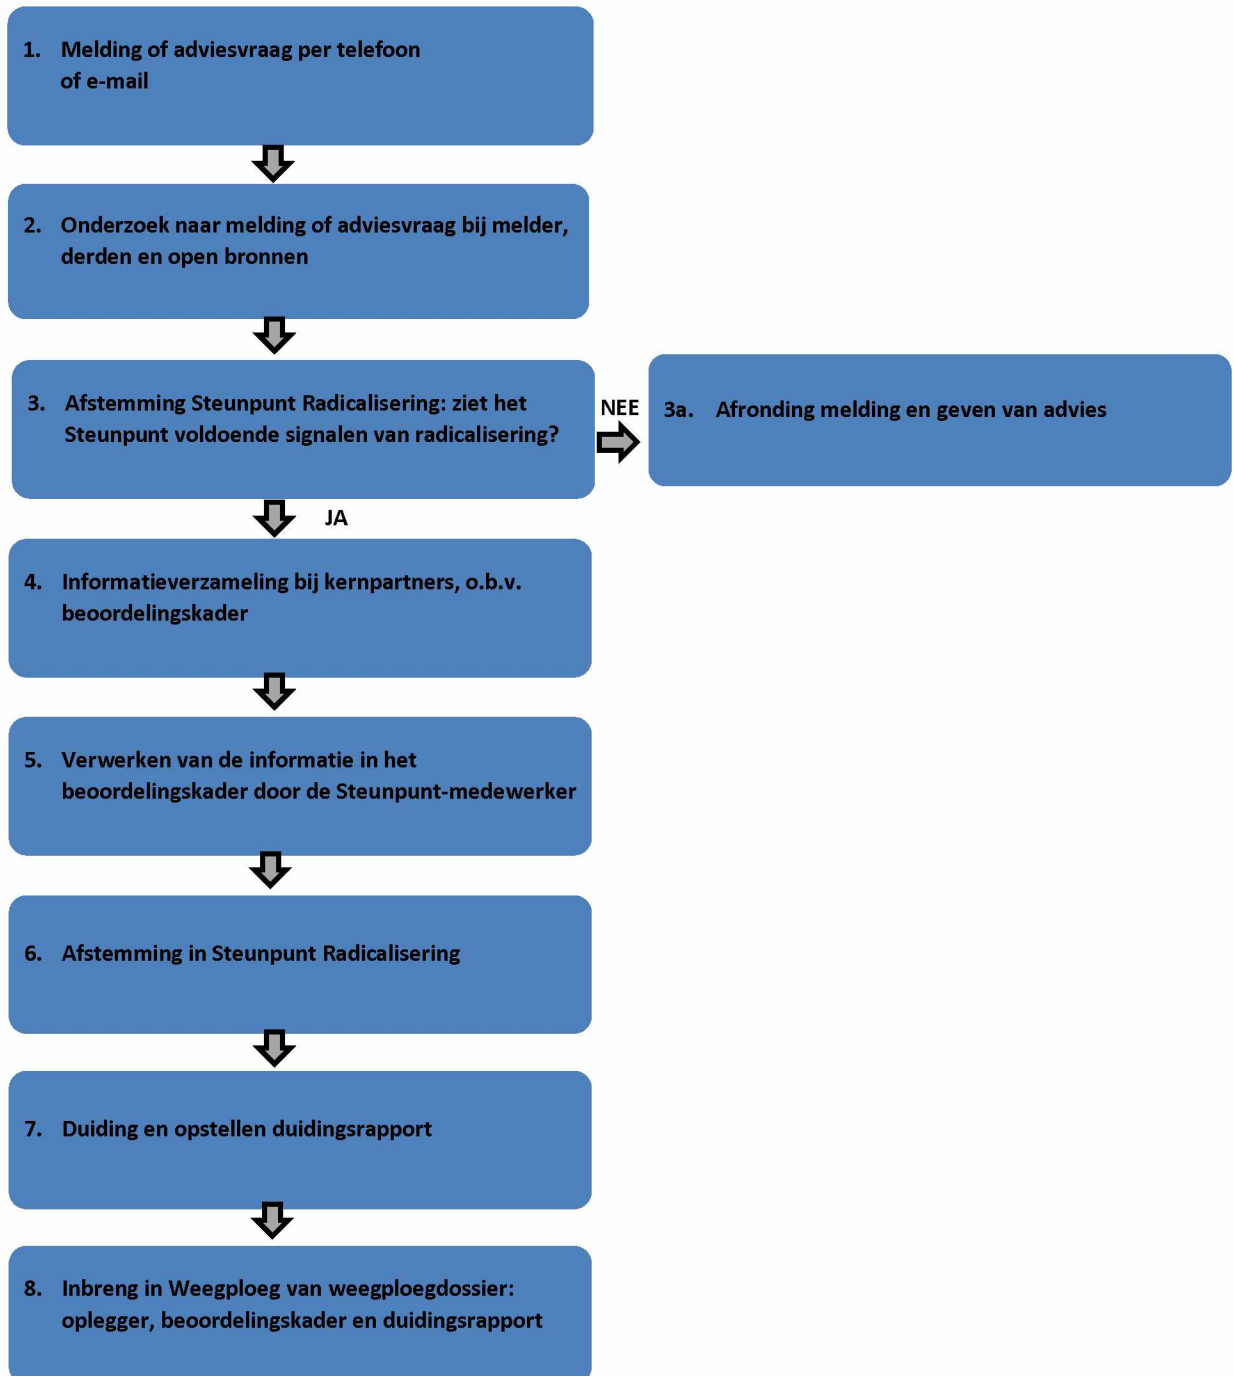 1. Melding of adviesvraag per telefoon
of e-mail
2. Onderzoek naar melding of adviesvraag bij melder,
derden en open bronnen
3. Afstemming Steunpunt Radicalisering: ziet het
Steunpunt voldoende signalen van radicalisering?
NEE
3a. Afronding melding en geven van advies
JA
4. Informatieverzameling bij kernpartners, o.b.v.
beoordelingskader
5. Verwerken van de informatie in het
beoordelingskader door de Steunpunt-medewerker
6. Afstemming in Steunpunt Radicalisering
7. Duiding en opstellen duidingsrapport
8. Inbreng in Weegploeg van weegploegdossier:
oplegger, beoordelingskader en duidingsrapport